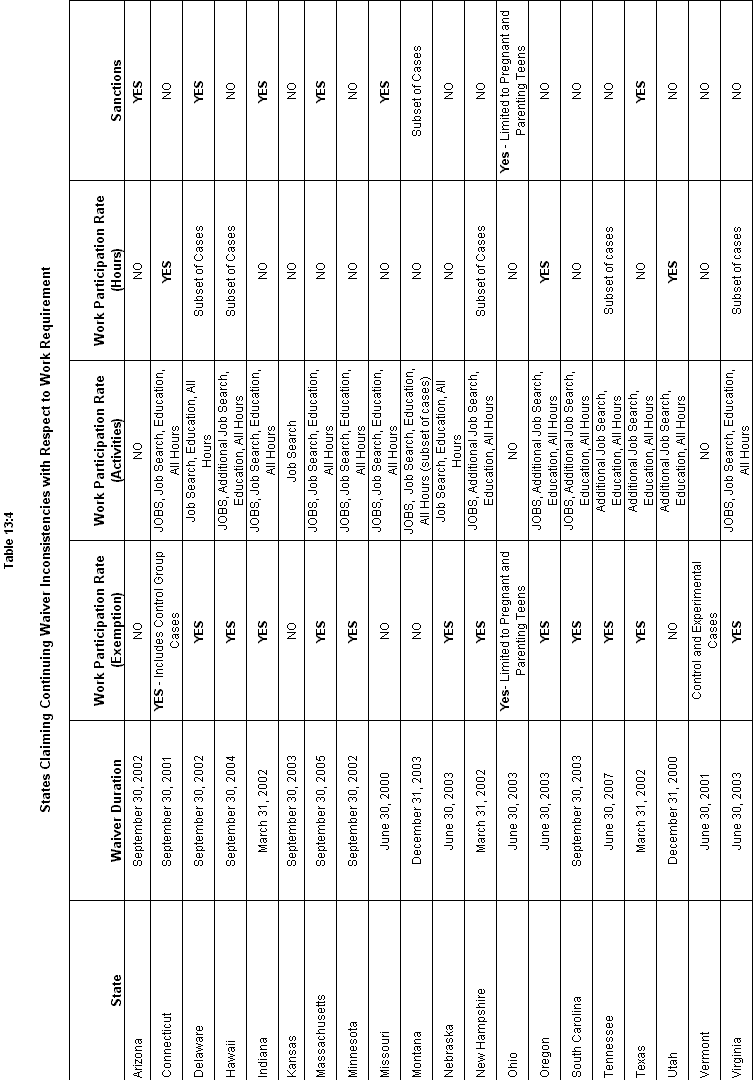 Table 13:4
States Claiming Continuing Waiver Inconsistencies with Respect to Work Requirement
State
Waiver Duration
Work Participation Rate
(Exemption)
Work Participation Rate
(Activities)
Work Participation Rate
(Hours)
Sanctions
Arizona
September 30, 2002
NO
NO
NO
YES
Connecticut
September 30, 2001
YES - Includes Control Group
Cases
JOBS, Job Search, Education,
All Hours
YES
NO
Delaware
September 30, 2002
YES
Job Search, Education, All
Hours
Subset of Cases
YES
Hawaii
September 30, 2004
YES
JOBS, Additional Job Search,
Education, All Hours
Subset of Cases
NO
Indiana
March 31, 2002
YES
JOBS, Job Search, Education,
All Hours
NO
YES
Kansas
September 30, 2003
NO
Job Search
NO
NO
Massachusetts
September 30, 2005
YES
JOBS, Job Search, Education,
All Hours
NO
YES
Minnesota
September 30, 2002
YES
JOBS, Job Search, Education,
All Hours
NO
NO
Missouri
June 30, 2000
NO
JOBS, Job Search, Education,
All Hours
NO
YES
Montana
December 31, 2003
NO
JOBS, Job Search, Education,
All Hours (subset of cases)
NO
Subset of Cases
Nebraska
June 30, 2003
YES
Job Search, Education, All
Hours
NO
NO
New Hampshire
March 31, 2002
YES
JOBS, Additional Job Search,
Education, All Hours
Subset of Cases
NO
Ohio
June 30, 2003
Yes- Limited to Pregnant and
Parenting Teens
NO
NO
Yes - Limited to Pregnant and
Parenting Teens
Oregon
June 30, 2003
YES
JOBS, Additional Job Search,
Education, All Hours
YES
NO
South Carolina
September 30, 2003
YES
JOBS, Additional Job Search,
Education, All Hours
NO
NO
Tennessee
June 30, 2007
YES
Additional Job Search,
Education, All Hours
Subset of cases
NO
Texas
March 31, 2002
YES
Additional Job Search,
Education, All Hours
NO
YES
Utah
December 31, 2000
NO
Additional Job Search,
Education, All Hours
YES
NO
Vermont
June 30, 2001
Control and Experimental
Cases
NO
NO
NO
Virginia
June 30, 2003
YES
JOBS, Job Search, Education,
All Hours
Subset of cases
NO